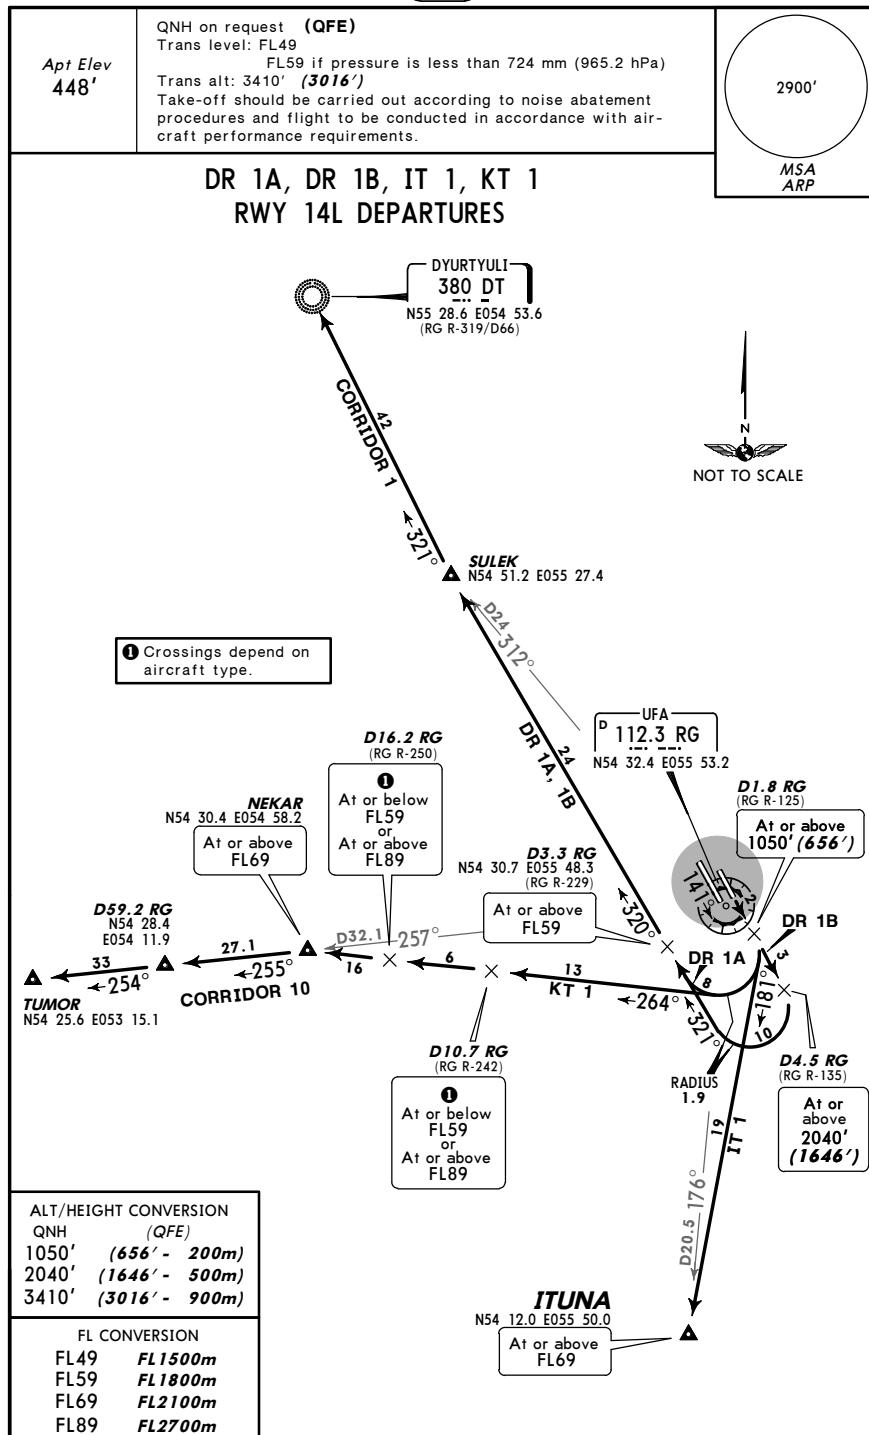 Apt Elev
448'
QNH on request (QFE)
Trans level: FL49
FL59 if pressure is less than 724 mm (965.2 hPa)
Trans alt: 3410' (3016')
Take-off should be carried out according to noise abatement
procedures and flight to be conducted in accordance with air-
craft performance requirements.
2900'
MSA
ARP
DR 1A, DR 1B, IT 1, KT 1
RWY 14L DEPARTURES
DYURTYULI
380 DT
N55 28.6 E054 53.6
(RG R-319/D66)
42
CORRIDOR 1
N
NOT TO SCALE
321°
SULEK
N54 51.2 E055 27.4
D24
312°
❶ Crossings depend on
aircraft type.
UFA
D 112.3 RG
N54 32.4 E055 53.2
24
DR 1A, 1B
D16.2 RG
(RG R-250)
❶
At or below
FL59
or
At or above
FL89
NEKAR
N54 30.4 E054 58.2
At or above
FL69
D1.8 RG
(RG R-125)
At or above
1050' (656')
D3.3 RG
N54 30.7 E055 48.3
(RG R-229)
At or above
FL59
141°
2
320°
D59.2 RG
N54 28.4
E054 11.9
D32.1
257°
DR 1B
3
DR 1A
8
33
254°
27.1
255°
CORRIDOR 10
16
6
13
KT 1
264°
181°
321°
10
TUMOR
N54 25.6 E053 15.1
D10.7 RG
(RG R-242)
❶
At or below
FL59
or
At or above
FL89
RADIUS
1.9
D4.5 RG
(RG R-135)
At or
above
2040'
(1646')
19
IT 1
176°
D20.5
ITUNA
N54 12.0 E055 50.0
At or above
FL69
ALT/HEIGHT CONVERSION
QNH (QFE)
1050' (656' - 200m)
2040' (1646' - 500m)
3410' (3016' - 900m)
FL CONVERSION
FL49 FL1500m
FL59 FL1800m
FL69 FL2100m
FL89 FL2700m